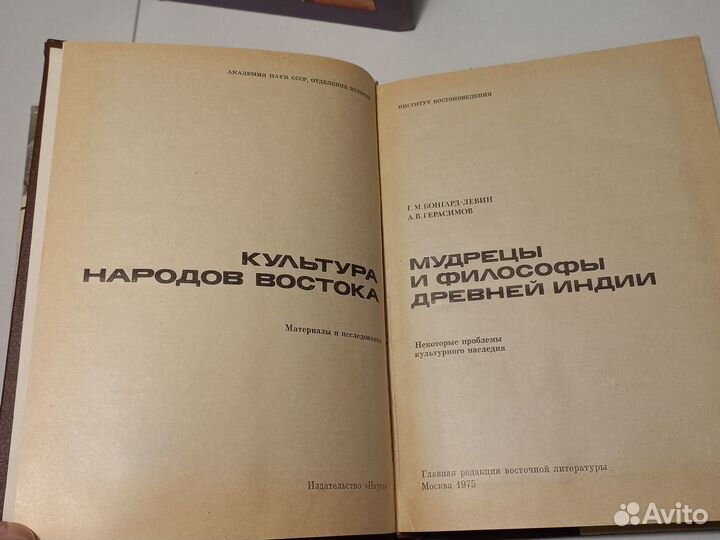 АКАДЕМИЯ НАУК СССР, ОТДЕЛЕНИЕ ИСТОРИИ
КУЛЬТУРА
НАРОДОВ ВОСТОКА
Материалы и исследования
Издательство «Наука»
ИНСТИТУТ ВОСТОКОВЕДЕНИЯ
Г. М. БОНГАРД-ЛЕВИН
А. В. ГЕРАСИМОВ
МУДРЕЦЫ
И ФИЛОСОФЫ
ДРЕВНЕЙ ИНДИИ
Некоторые проблемы
культурного наследия
Главная редакция восточной литературы
Москва 1975
Avito